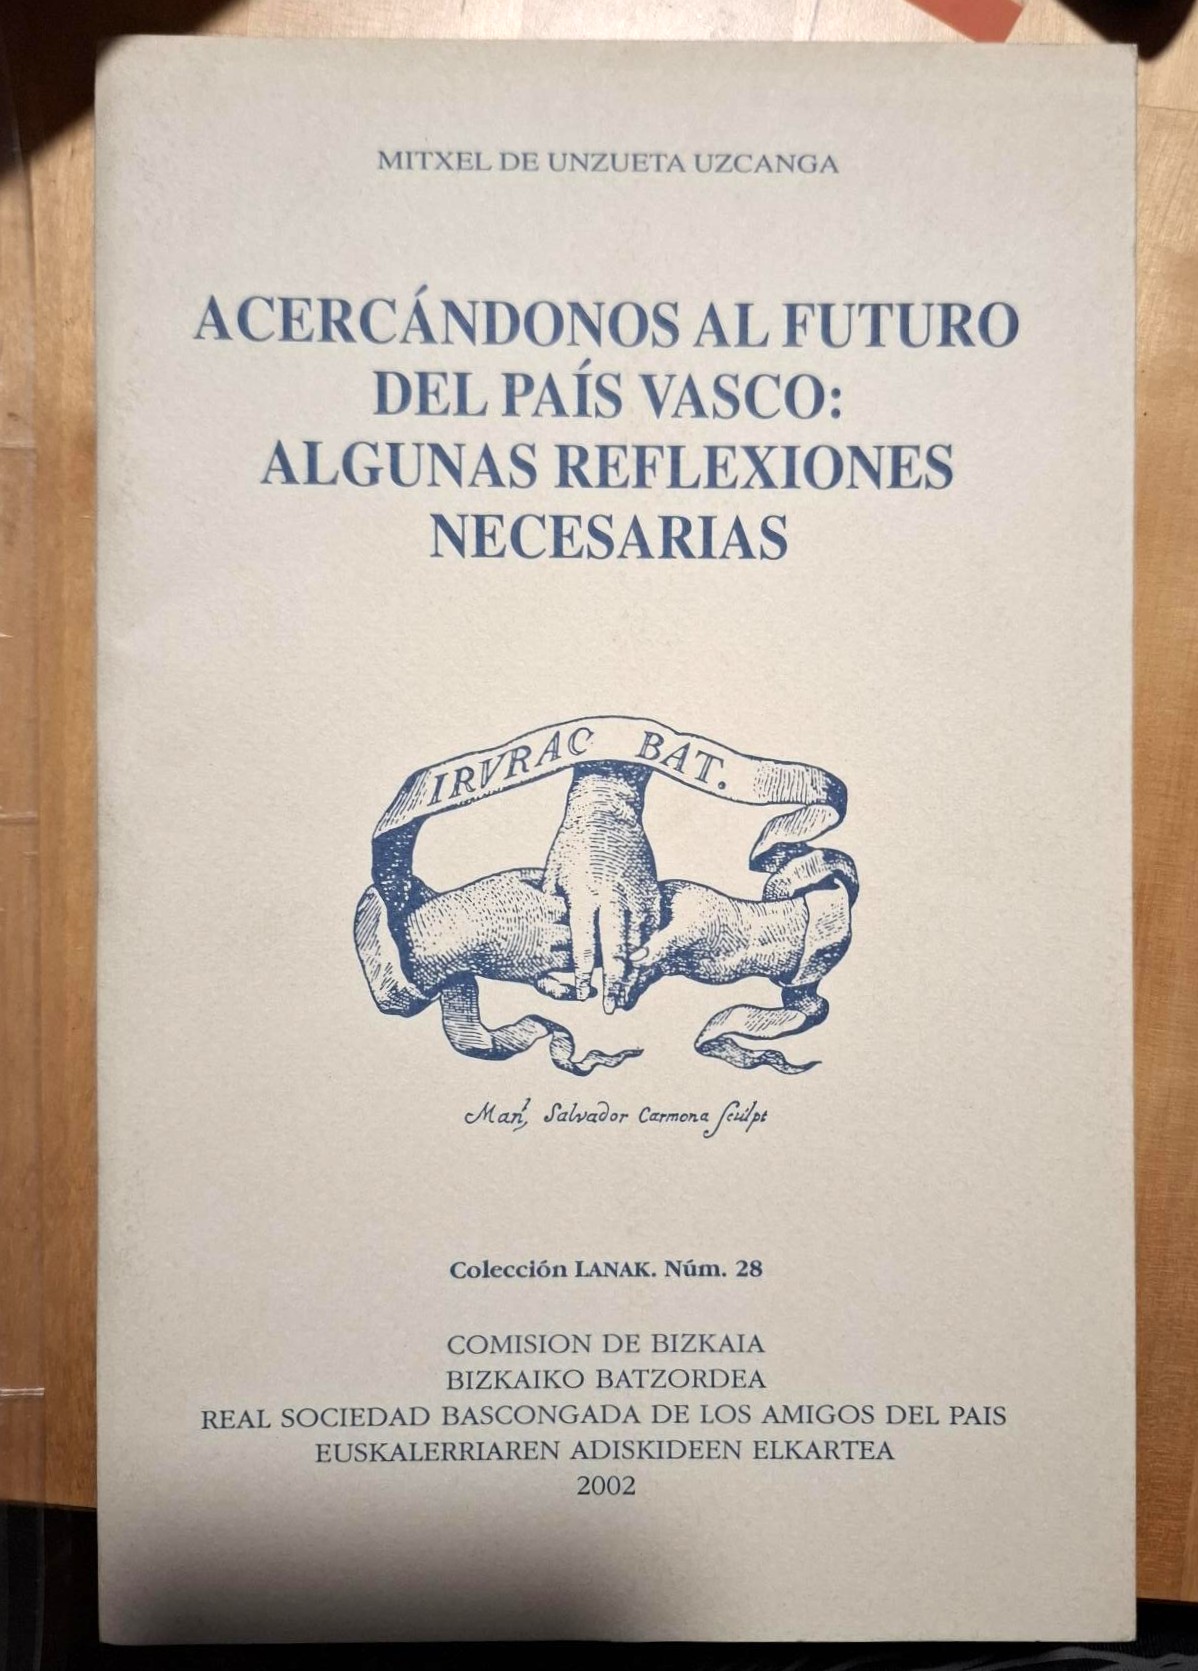 MITXEL DE UNZUETA UZCANGA
ACERCÁNDONOS AL FUTURO
DEL PAÍS VASCO:
ALGUNAS REFLEXIONES
NECESARIAS
IRVRAC BAT.
Manl, Salvador Carmona Sculpt
Colección LANAK. Núm. 28
COMISION DE BIZKAIA
BIZKAIKO BATZORDEA
REAL SOCIEDAD BASCONGADA DE LOS AMIGOS DEL PAIS
EUSKALERRIAREN ADISKIDEEN ELKARTEA
2002